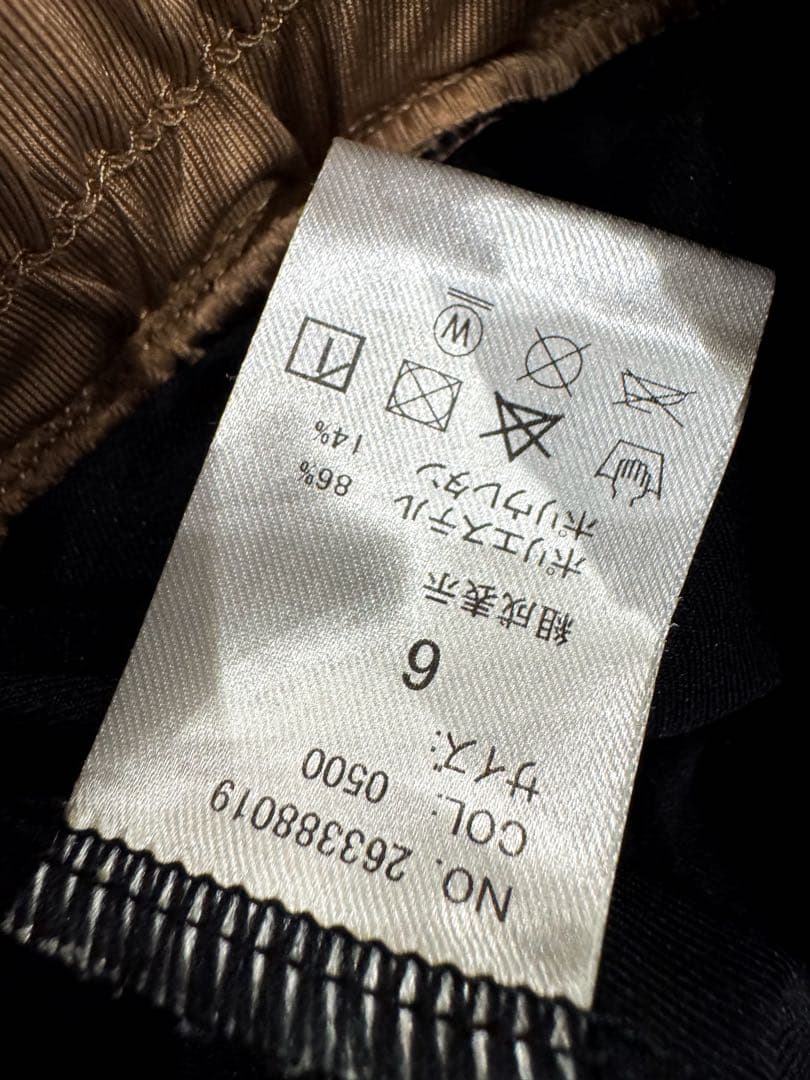 NO. 263388019
COL: 0500
サイズ:
9
組成表示
ポリエステル 86%
ポリウレタン 14%
W